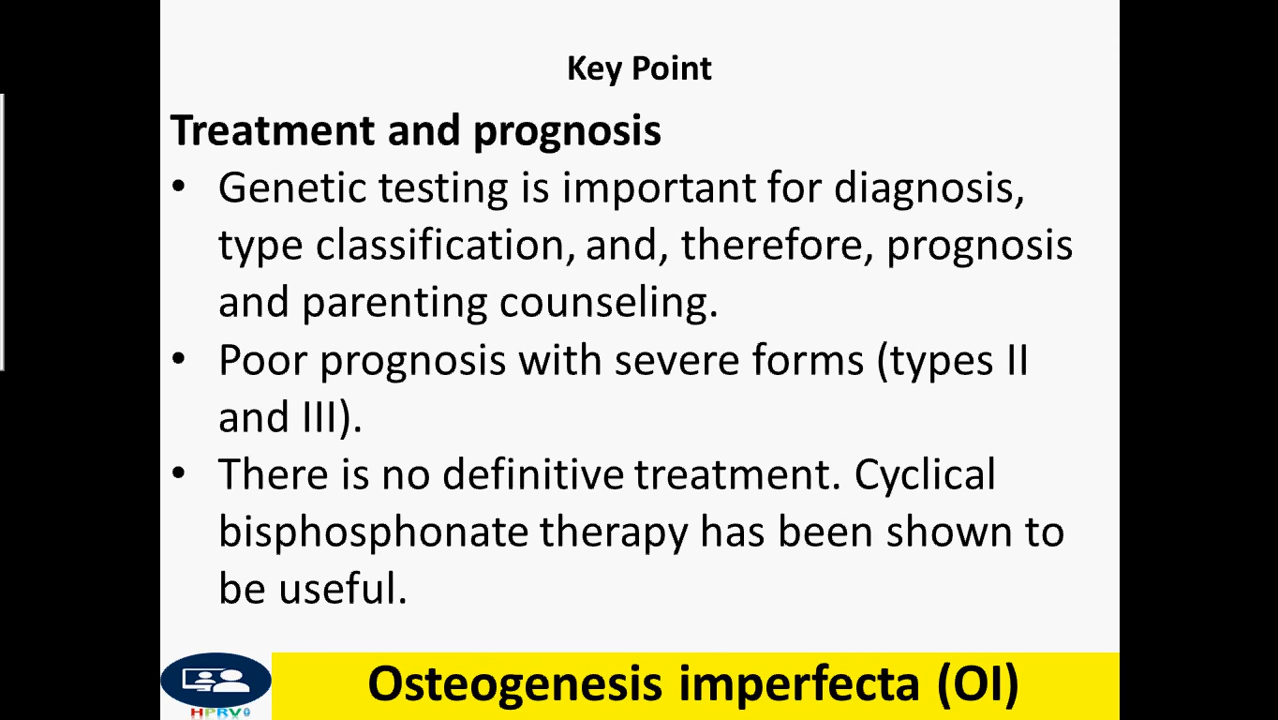 Key Point
Treatment and prognosis
• Genetic testing is important for diagnosis,
type classification, and, therefore, prognosis
and parenting counseling.
• Poor prognosis with severe forms (types II
and III).
• There is no definitive treatment. Cyclical
bisphosphonate therapy has been shown to
be useful.
Osteogenesis imperfecta (OI)